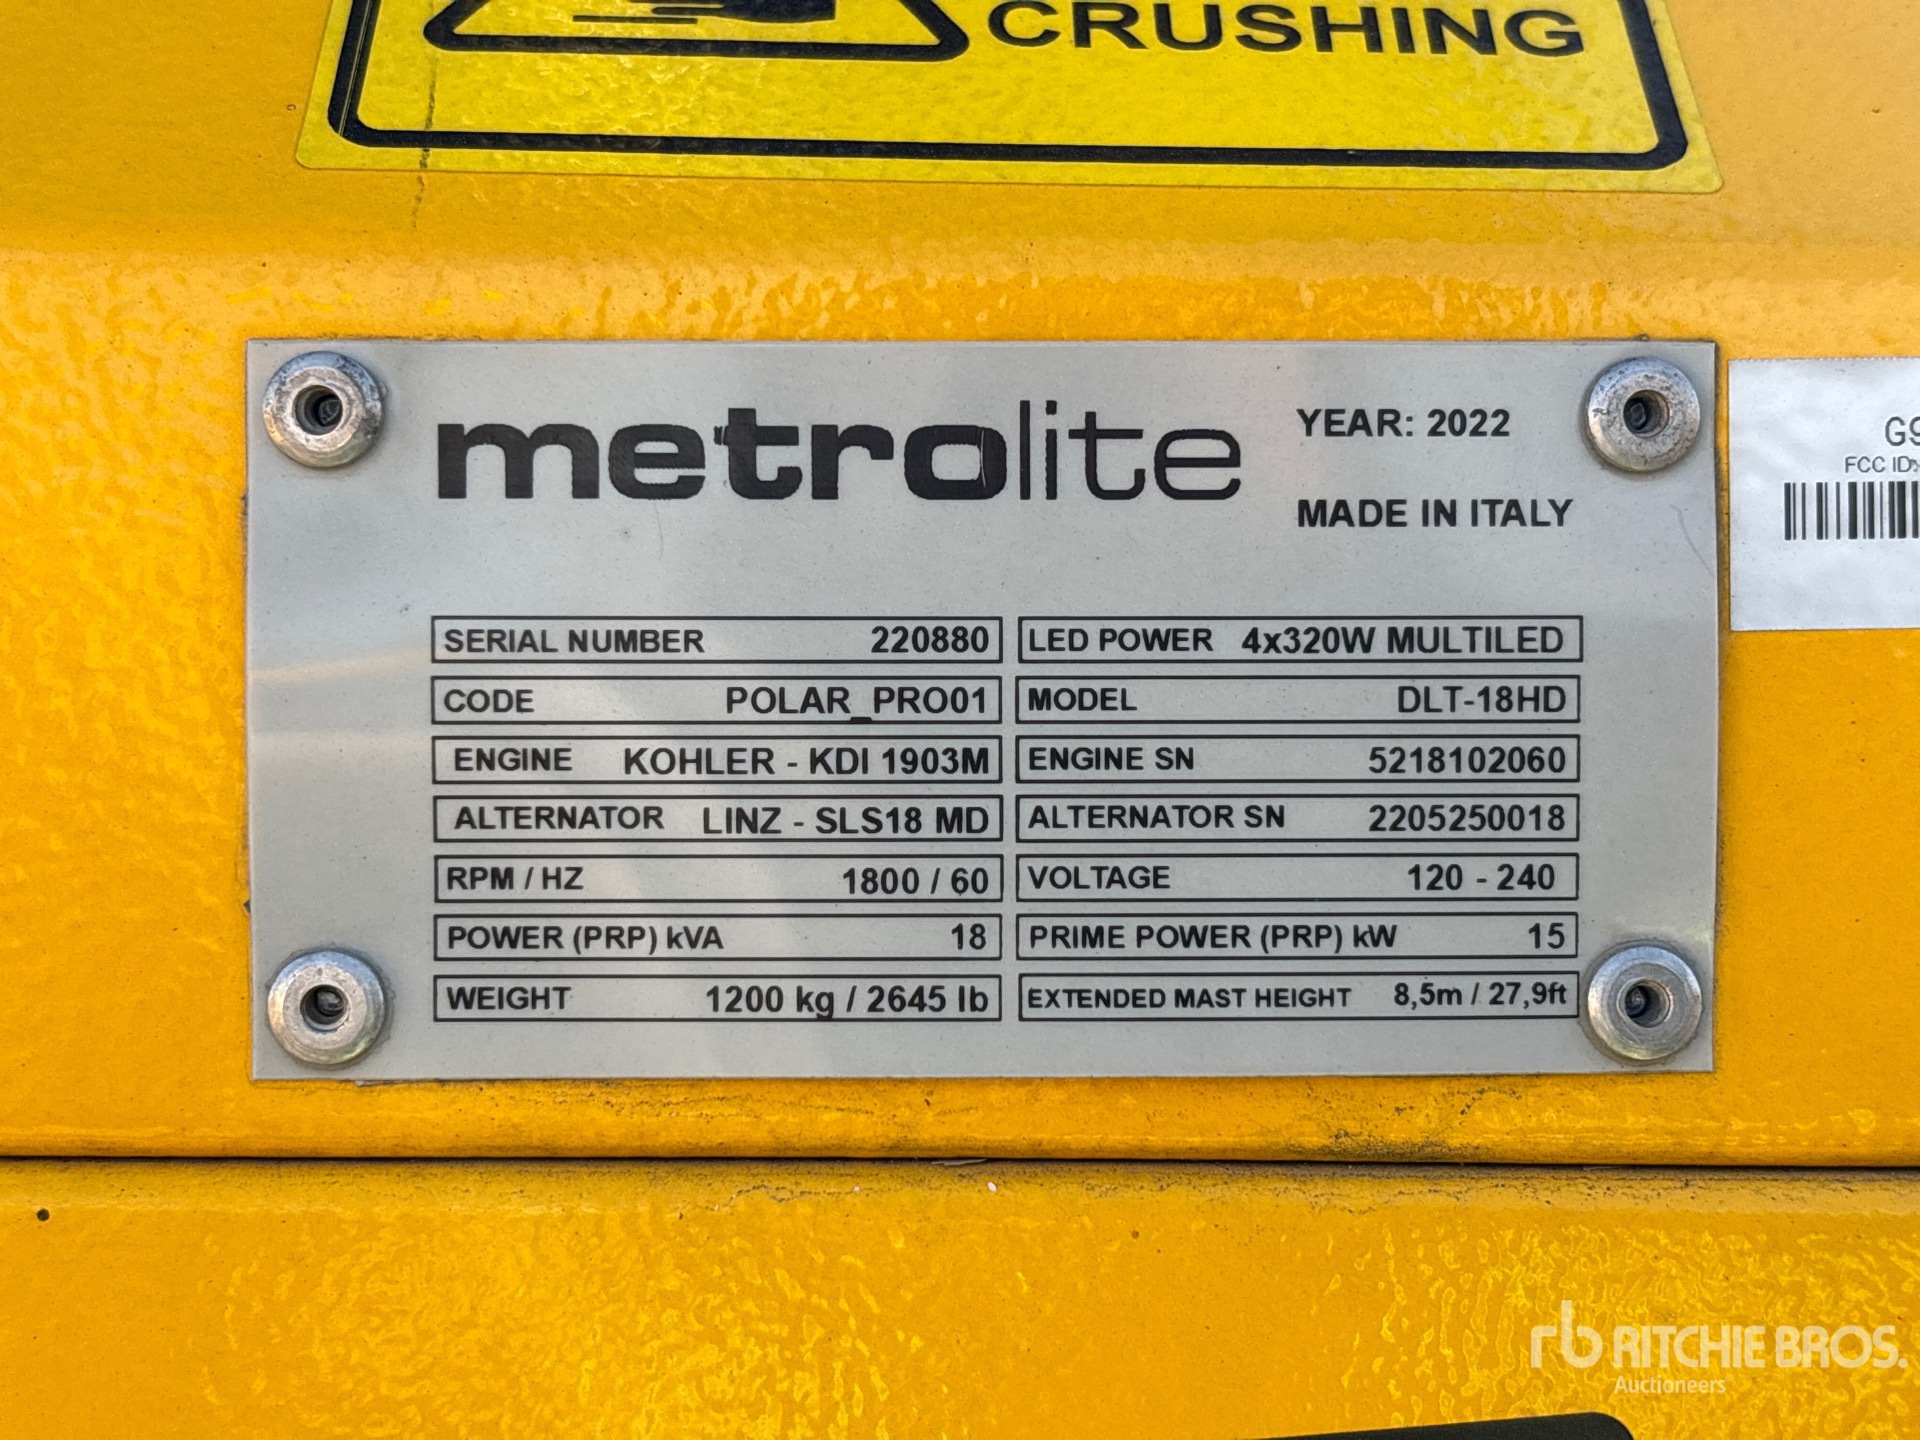 CRUSHING
metrolite
YEAR: 2022
MADE IN ITALY
SERIAL NUMBER 220880
LED POWER 4x320W MULTILED
CODE POLAR_PRO01
MODEL DLT-18HD
ENGINE KOHLER - KDI 1903M
ENGINE SN 5218102060
ALTERNATOR LINZ - SLS18 MD
ALTERNATOR SN 2205250018
RPM / HZ 1800 / 60
VOLTAGE 120 - 240
POWER (PRP) kVA 18
PRIME POWER (PRP) kW 15
WEIGHT 1200 kg / 2645 lb
EXTENDED MAST HEIGHT 8,5m / 27,9ft
FCC ID:
rb RITCHIE BROS.
Auctioneers